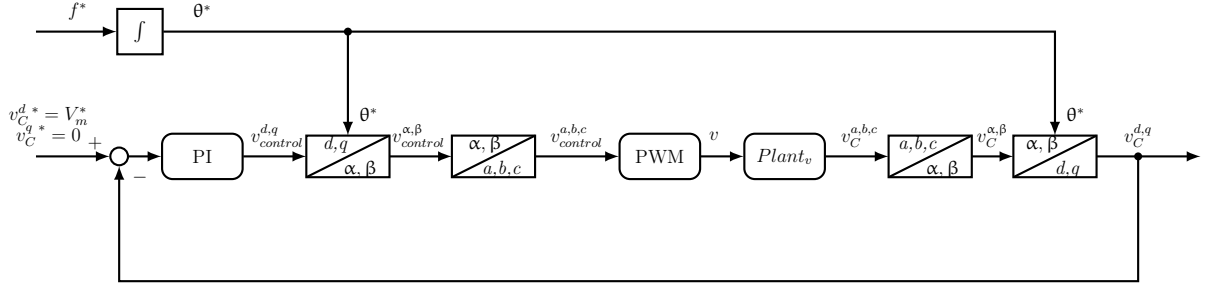 f*
∫
θ*
v_C^d * = V_m^*
v_C^q * = 0
+
−
PI
v_control^{d,q}
θ*
d,q
α, β
v_control^{α,β}
α, β
a,b,c
v_control^{a,b,c}
PWM
v
Plant_v
v_C^{a,b,c}
a,b,c
α, β
v_C^{α,β}
θ*
α, β
d,q
v_C^{d,q}